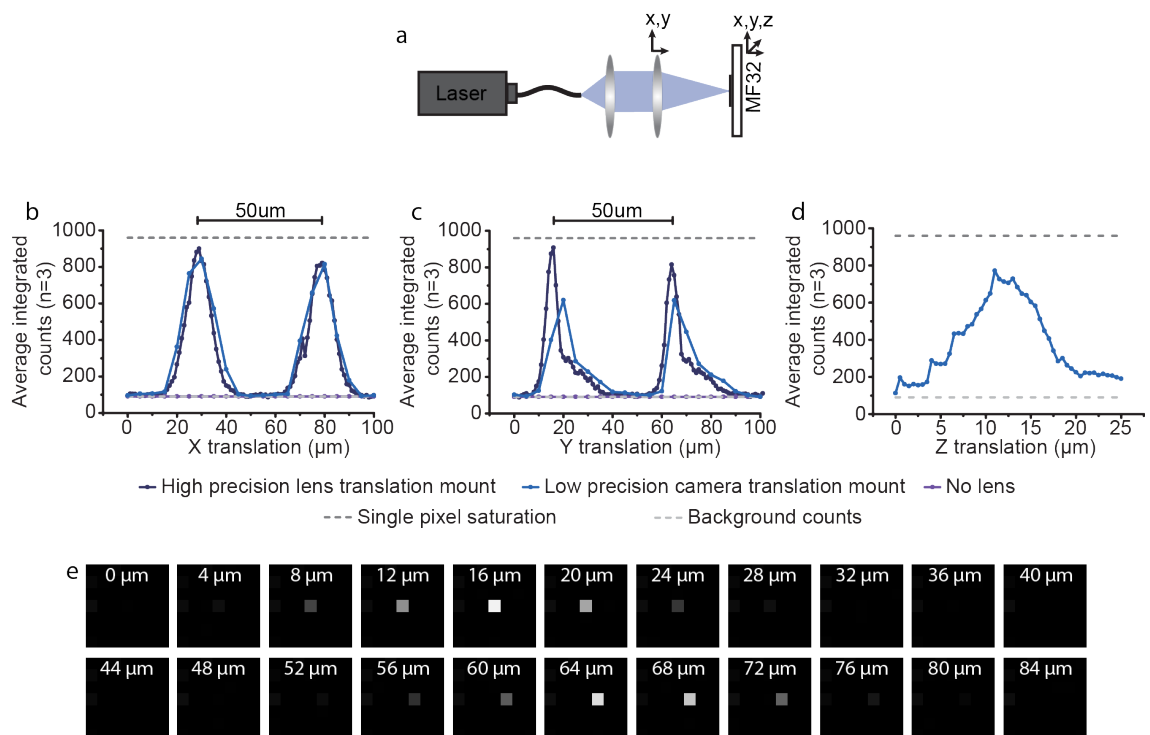 a
x,y
x,y,z
Laser
MF32
b
50um
Average integrated
counts (n=3)
1000
800
600
400
200
0
0 20 40 60 80 100
X translation (μm)
c
50um
Average integrated
counts (n=3)
1000
800
600
400
200
0
0 20 40 60 80 100
Y translation (μm)
d
Average integrated
counts (n=3)
1000
800
600
400
200
0
0 5 10 15 20 25
Z translation (μm)
High precision lens translation mount Low precision camera translation mount No lens
Single pixel saturation Background counts
e
0 μm 4 μm 8 μm 12 μm 16 μm 20 μm 24 μm 28 μm 32 μm 36 μm 40 μm
44 μm 48 μm 52 μm 56 μm 60 μm 64 μm 68 μm 72 μm 76 μm 80 μm 84 μm